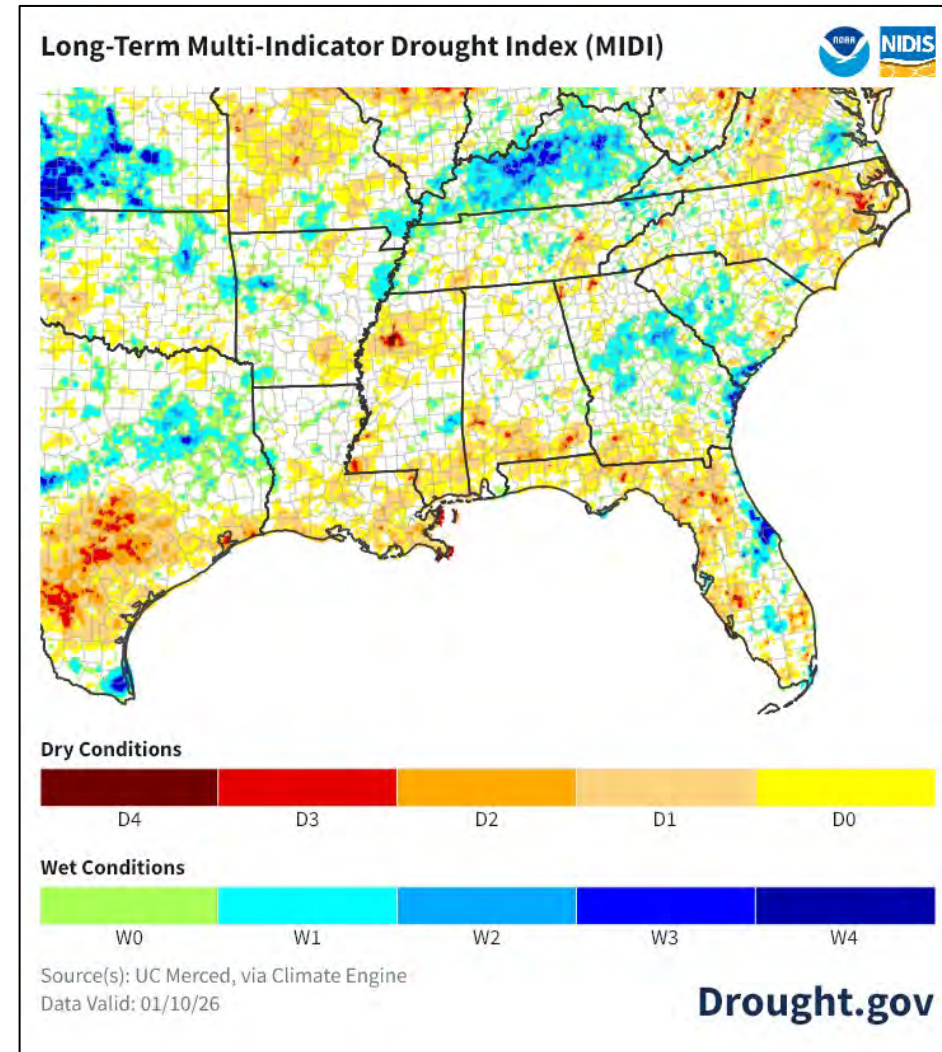 Long-Term Multi-Indicator Drought Index (MIDI)
NOAA
NIDIS
Dry Conditions
D4 D3 D2 D1 D0
Wet Conditions
W0 W1 W2 W3 W4
Source(s): UC Merced, via Climate Engine
Data Valid: 01/10/26
Drought.gov